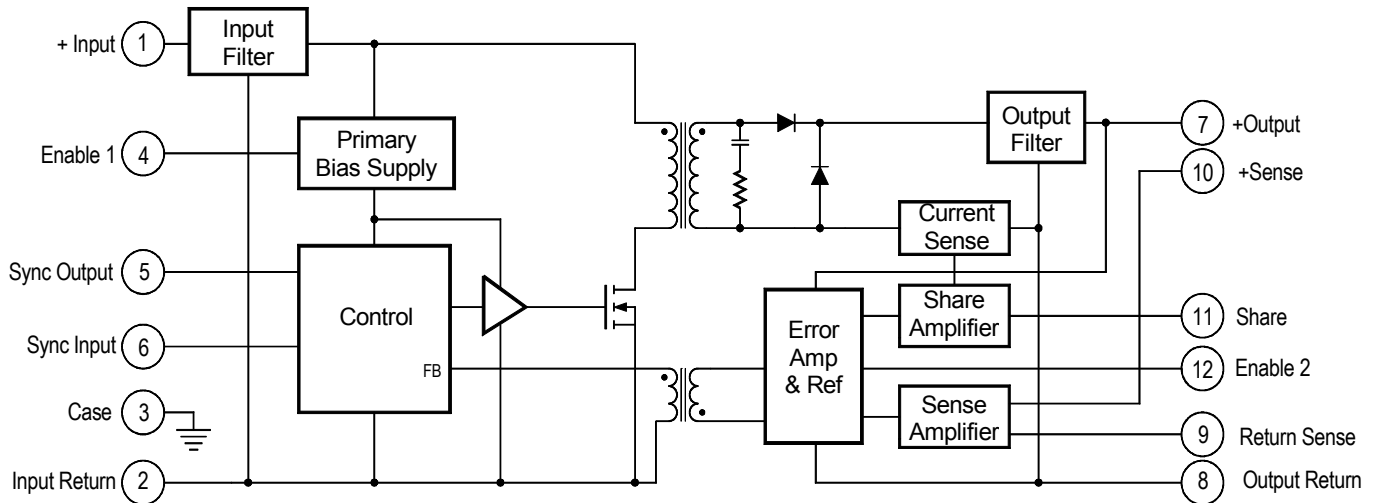 + Input 1
Input
Filter
Enable 1 4
Primary
Bias Supply
Sync Output 5
Sync Input 6
Control
FB
Case 3
Input Return 2
Output
Filter
7 +Output
10 +Sense
Current
Sense
Share
Amplifier
11 Share
Error
Amp
& Ref
12 Enable 2
Sense
Amplifier
9 Return Sense
8 Output Return